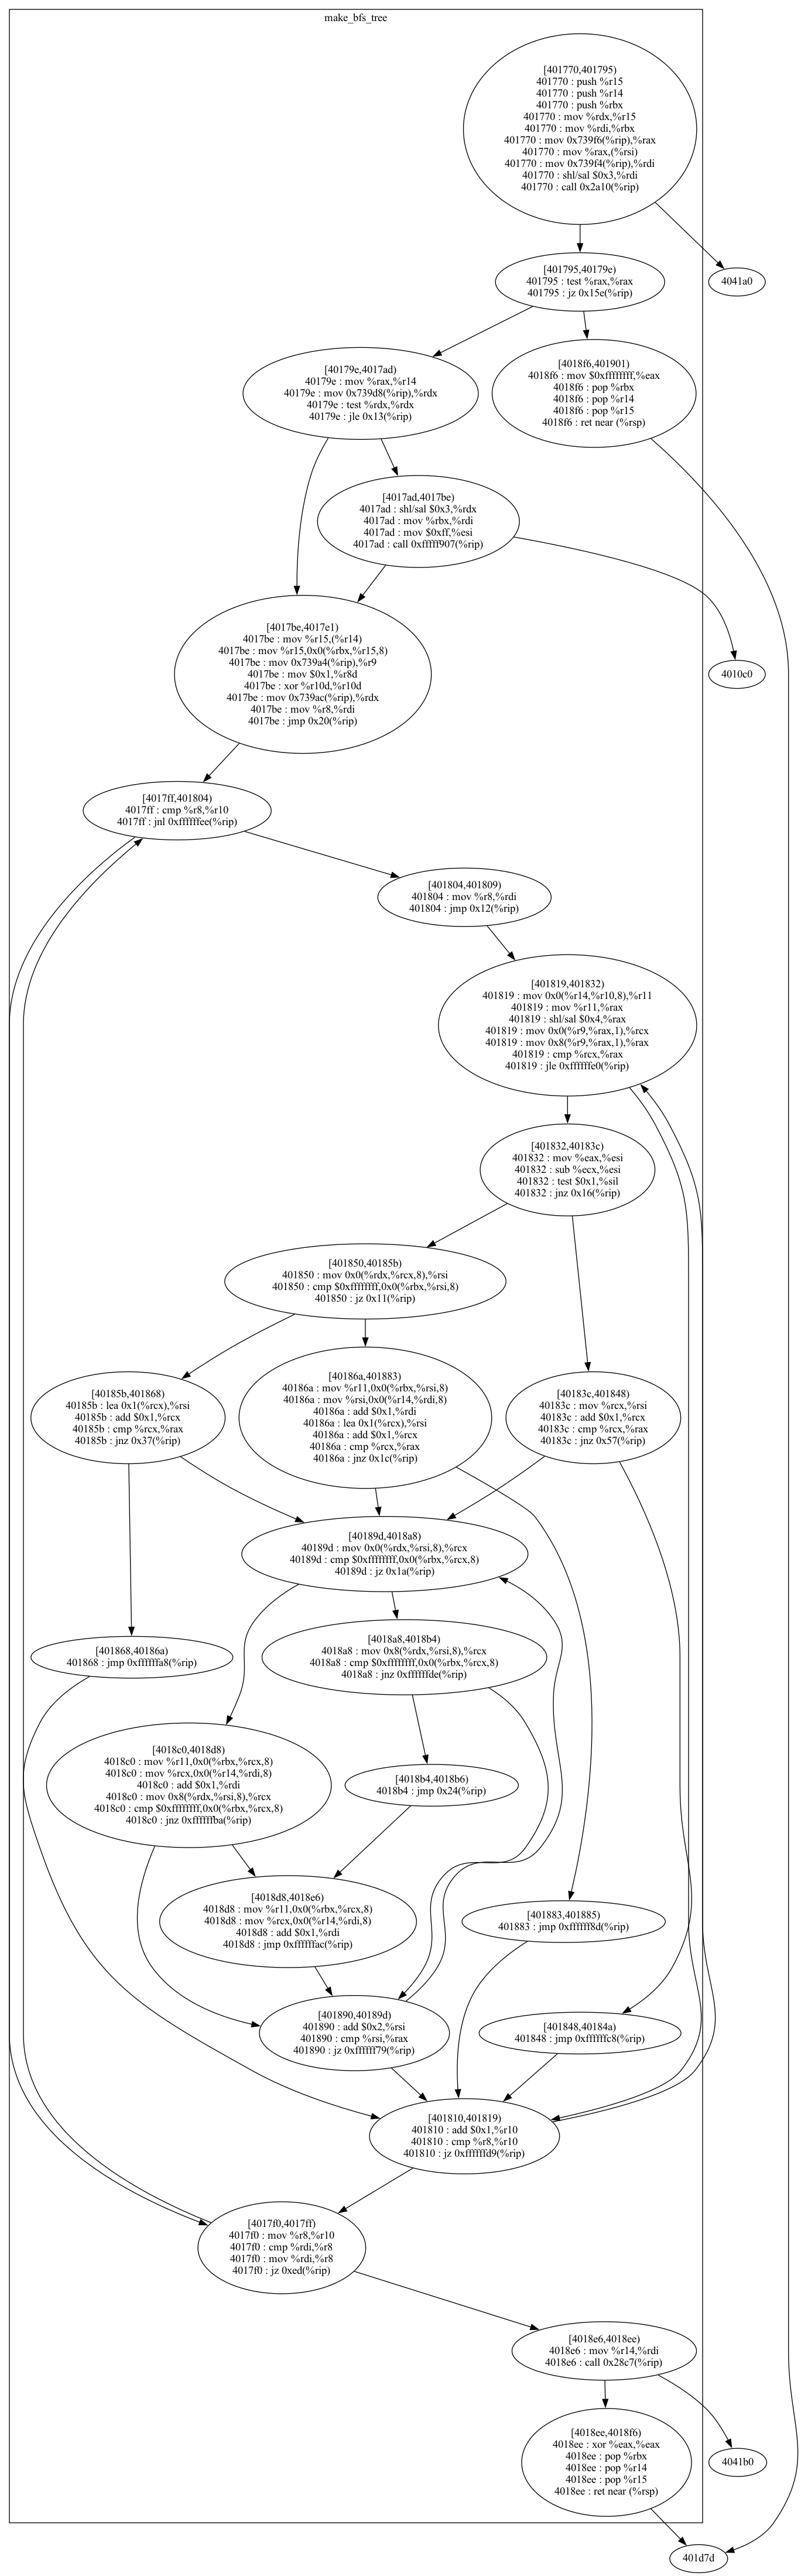 make_bfs_tree
[401770,401795)
401770 : push %r15
401770 : push %r14
401770 : push %rbx
401770 : mov %rdx,%r15
401770 : mov %rdi,%rbx
401770 : mov 0x739f6(%rip),%rax
401770 : mov %rax,(%rsi)
401770 : mov 0x739f4(%rip),%rdi
401770 : shl/sal $0x3,%rdi
401770 : call 0x2a10(%rip)
[401795,40179e)
401795 : test %rax,%rax
401795 : jz 0x15e(%rip)
4041a0
[40179e,4017ad)
40179e : mov %rax,%r14
40179e : mov 0x739d8(%rip),%rdx
40179e : test %rdx,%rdx
40179e : jle 0x13(%rip)
[4018f6,401901)
4018f6 : mov $0xffffffff,%eax
4018f6 : pop %rbx
4018f6 : pop %r14
4018f6 : pop %r15
4018f6 : ret near (%rsp)
[4017ad,4017be)
4017ad : shl/sal $0x3,%rdx
4017ad : mov %rbx,%rdi
4017ad : mov $0xff,%esi
4017ad : call 0xfffff907(%rip)
[4017be,4017e1)
4017be : mov %r15,(%r14)
4017be : mov %r15,0x0(%rbx,%r15,8)
4017be : mov 0x739a4(%rip),%r9
4017be : mov $0x1,%r8d
4017be : xor %r10d,%r10d
4017be : mov 0x739ac(%rip),%rdx
4017be : mov %r8,%rdi
4017be : jmp 0x20(%rip)
4010c0
[4017ff,401804)
4017ff : cmp %r8,%r10
4017ff : jnl 0xffffffee(%rip)
[401804,401809)
401804 : mov %r8,%rdi
401804 : jmp 0x12(%rip)
[401819,401832)
401819 : mov 0x0(%r14,%r10,8),%r11
401819 : mov %r11,%rax
401819 : shl/sal $0x4,%rax
401819 : mov 0x0(%r9,%rax,1),%rcx
401819 : mov 0x8(%r9,%rax,1),%rax
401819 : cmp %rcx,%rax
401819 : jle 0xffffffe0(%rip)
[401832,40183c)
401832 : mov %eax,%esi
401832 : sub %ecx,%esi
401832 : test $0x1,%sil
401832 : jnz 0x16(%rip)
[401850,40185b)
401850 : mov 0x0(%rdx,%rcx,8),%rsi
401850 : cmp $0xffffffff,0x0(%rbx,%rsi,8)
401850 : jz 0x11(%rip)
[40185b,401868)
40185b : lea 0x1(%rcx),%rsi
40185b : add $0x1,%rcx
40185b : cmp %rcx,%rax
40185b : jnz 0x37(%rip)
[40186a,401883)
40186a : mov %r11,0x0(%rbx,%rsi,8)
40186a : mov %rsi,0x0(%r14,%rdi,8)
40186a : add $0x1,%rdi
40186a : lea 0x1(%rcx),%rsi
40186a : add $0x1,%rcx
40186a : cmp %rcx,%rax
40186a : jnz 0x1c(%rip)
[40183c,401848)
40183c : mov %rcx,%rsi
40183c : add $0x1,%rcx
40183c : cmp %rcx,%rax
40183c : jnz 0x57(%rip)
[40189d,4018a8)
40189d : mov 0x0(%rdx,%rsi,8),%rcx
40189d : cmp $0xffffffff,0x0(%rbx,%rcx,8)
40189d : jz 0x1a(%rip)
[401868,40186a)
401868 : jmp 0xffffffa8(%rip)
[4018a8,4018b4)
4018a8 : mov 0x8(%rdx,%rsi,8),%rcx
4018a8 : cmp $0xffffffff,0x0(%rbx,%rcx,8)
4018a8 : jnz 0xffffffde(%rip)
[4018c0,4018d8)
4018c0 : mov %r11,0x0(%rbx,%rcx,8)
4018c0 : mov %rcx,0x0(%r14,%rdi,8)
4018c0 : add $0x1,%rdi
4018c0 : mov 0x8(%rdx,%rsi,8),%rcx
4018c0 : cmp $0xffffffff,0x0(%rbx,%rcx,8)
4018c0 : jnz 0xffffffba(%rip)
[4018b4,4018b6)
4018b4 : jmp 0x24(%rip)
[4018d8,4018e6)
4018d8 : mov %r11,0x0(%rbx,%rcx,8)
4018d8 : mov %rcx,0x0(%r14,%rdi,8)
4018d8 : add $0x1,%rdi
4018d8 : jmp 0xffffffac(%rip)
[401883,401885)
401883 : jmp 0xffffff8d(%rip)
[401890,40189d)
401890 : add $0x2,%rsi
401890 : cmp %rsi,%rax
401890 : jz 0xffffff79(%rip)
[401848,40184a)
401848 : jmp 0xffffffc8(%rip)
[401810,401819)
401810 : add $0x1,%r10
401810 : cmp %r8,%r10
401810 : jz 0xffffffd9(%rip)
[4017f0,4017ff)
4017f0 : mov %r8,%r10
4017f0 : cmp %rdi,%r8
4017f0 : mov %rdi,%r8
4017f0 : jz 0xed(%rip)
[4018e6,4018ee)
4018e6 : mov %r14,%rdi
4018e6 : call 0x28c7(%rip)
[4018ee,4018f6)
4018ee : xor %eax,%eax
4018ee : pop %rbx
4018ee : pop %r14
4018ee : pop %r15
4018ee : ret near (%rsp)
4041b0
401d7d